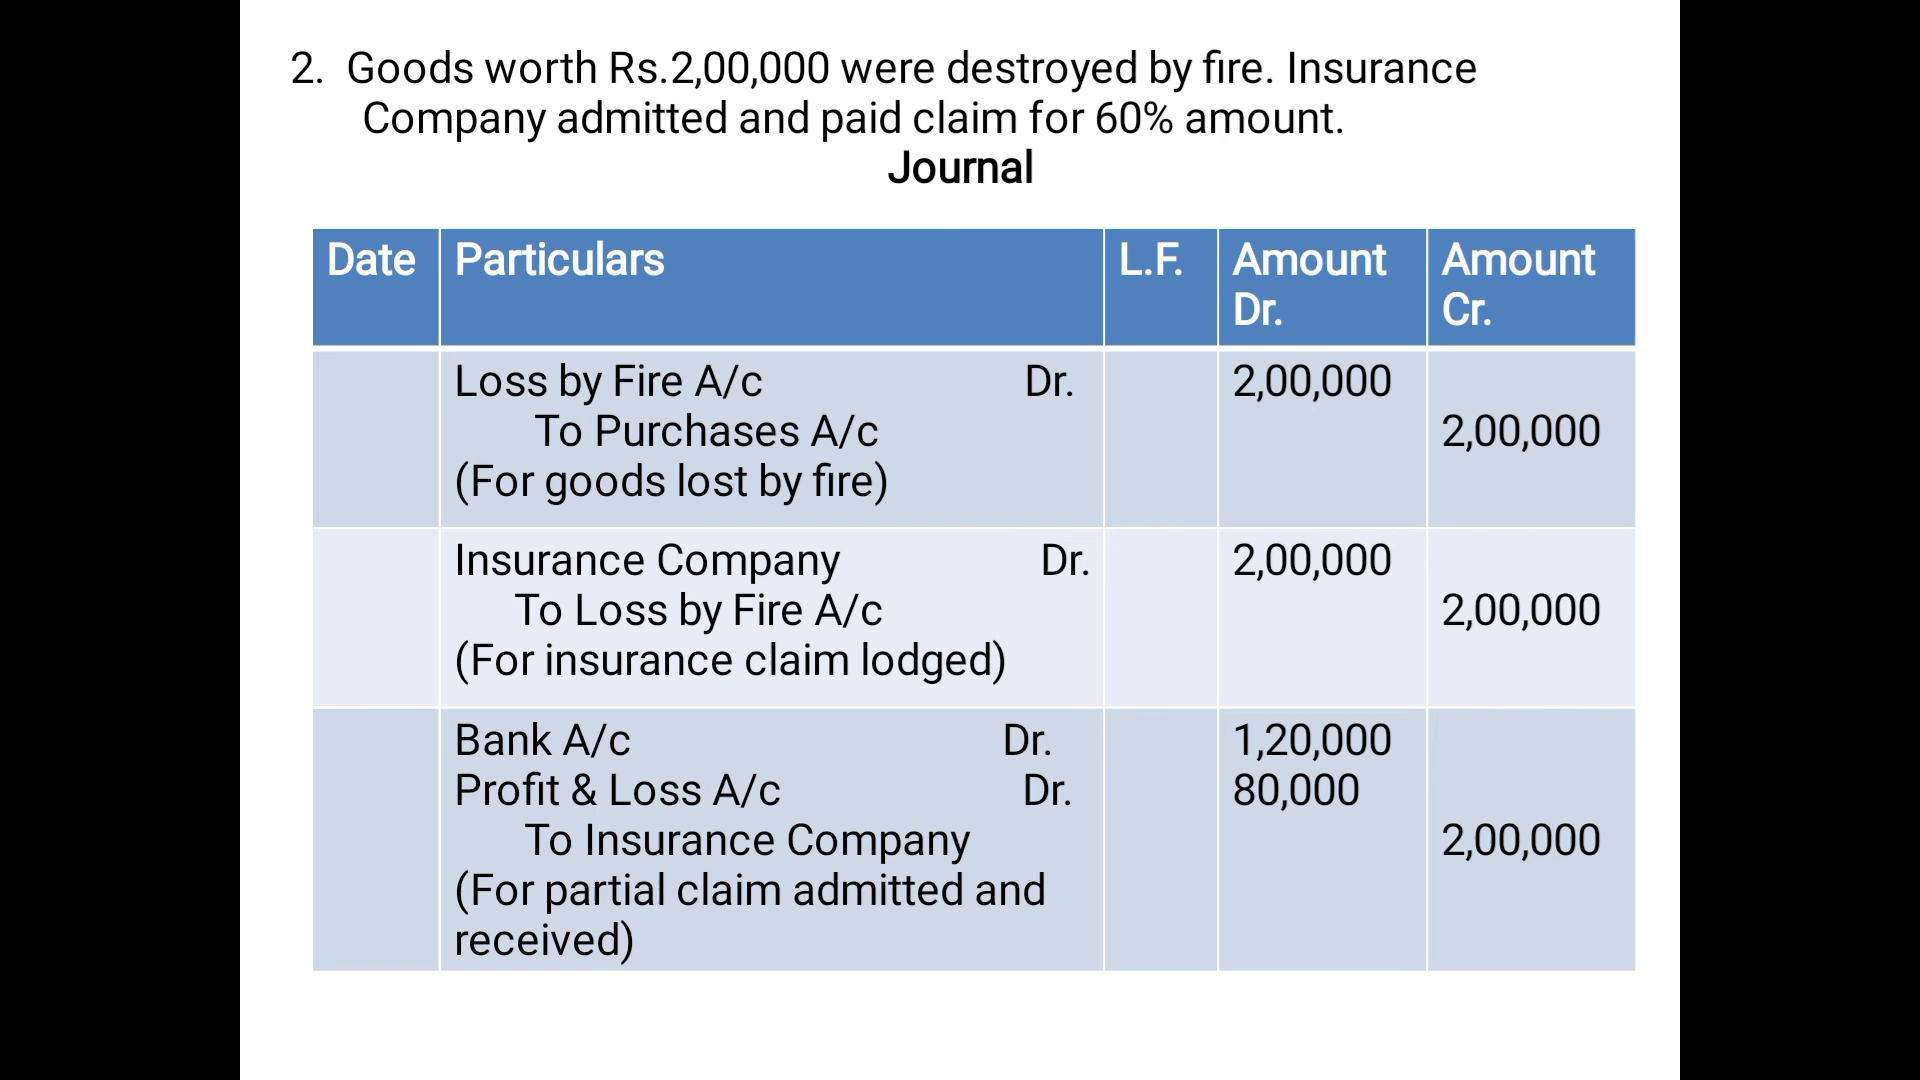 2. Goods worth Rs.2,00,000 were destroyed by fire. Insurance
Company admitted and paid claim for 60% amount.
Journal
Date Particulars L.F. Amount Dr. Amount Cr.
Loss by Fire A/c Dr. 2,00,000
To Purchases A/c 2,00,000
(For goods lost by fire)
Insurance Company Dr. 2,00,000
To Loss by Fire A/c 2,00,000
(For insurance claim lodged)
Bank A/c Dr. 1,20,000
Profit & Loss A/c Dr. 80,000
To Insurance Company 2,00,000
(For partial claim admitted and
received)